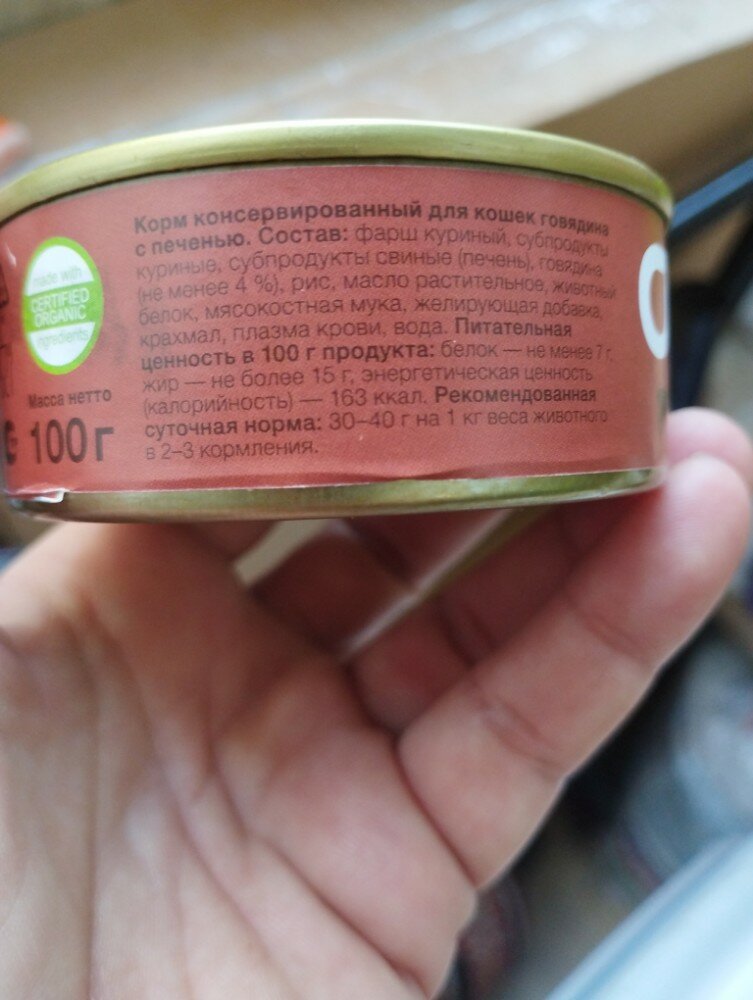 Корм консервированный для кошек говядина
с печенью. Состав: фарш куриный, субпродукты
куриные, субпродукты свиные (печень), говядина
(не менее 4 %), рис, масло растительное, животный
белок, мясокостная мука, желирующая добавка,
крахмал, плазма крови, вода. Питательная
ценность в 100 г продукта: белок — не менее 7 г,
жир — не более 15 г, энергетическая ценность
(калорийность) — 163 ккал. Рекомендованная
суточная норма: 30–40 г на 1 кг веса животного
в 2–3 кормления.
made with
CERTIFIED
ORGANIC
ingredients
Масса нетто
100 г